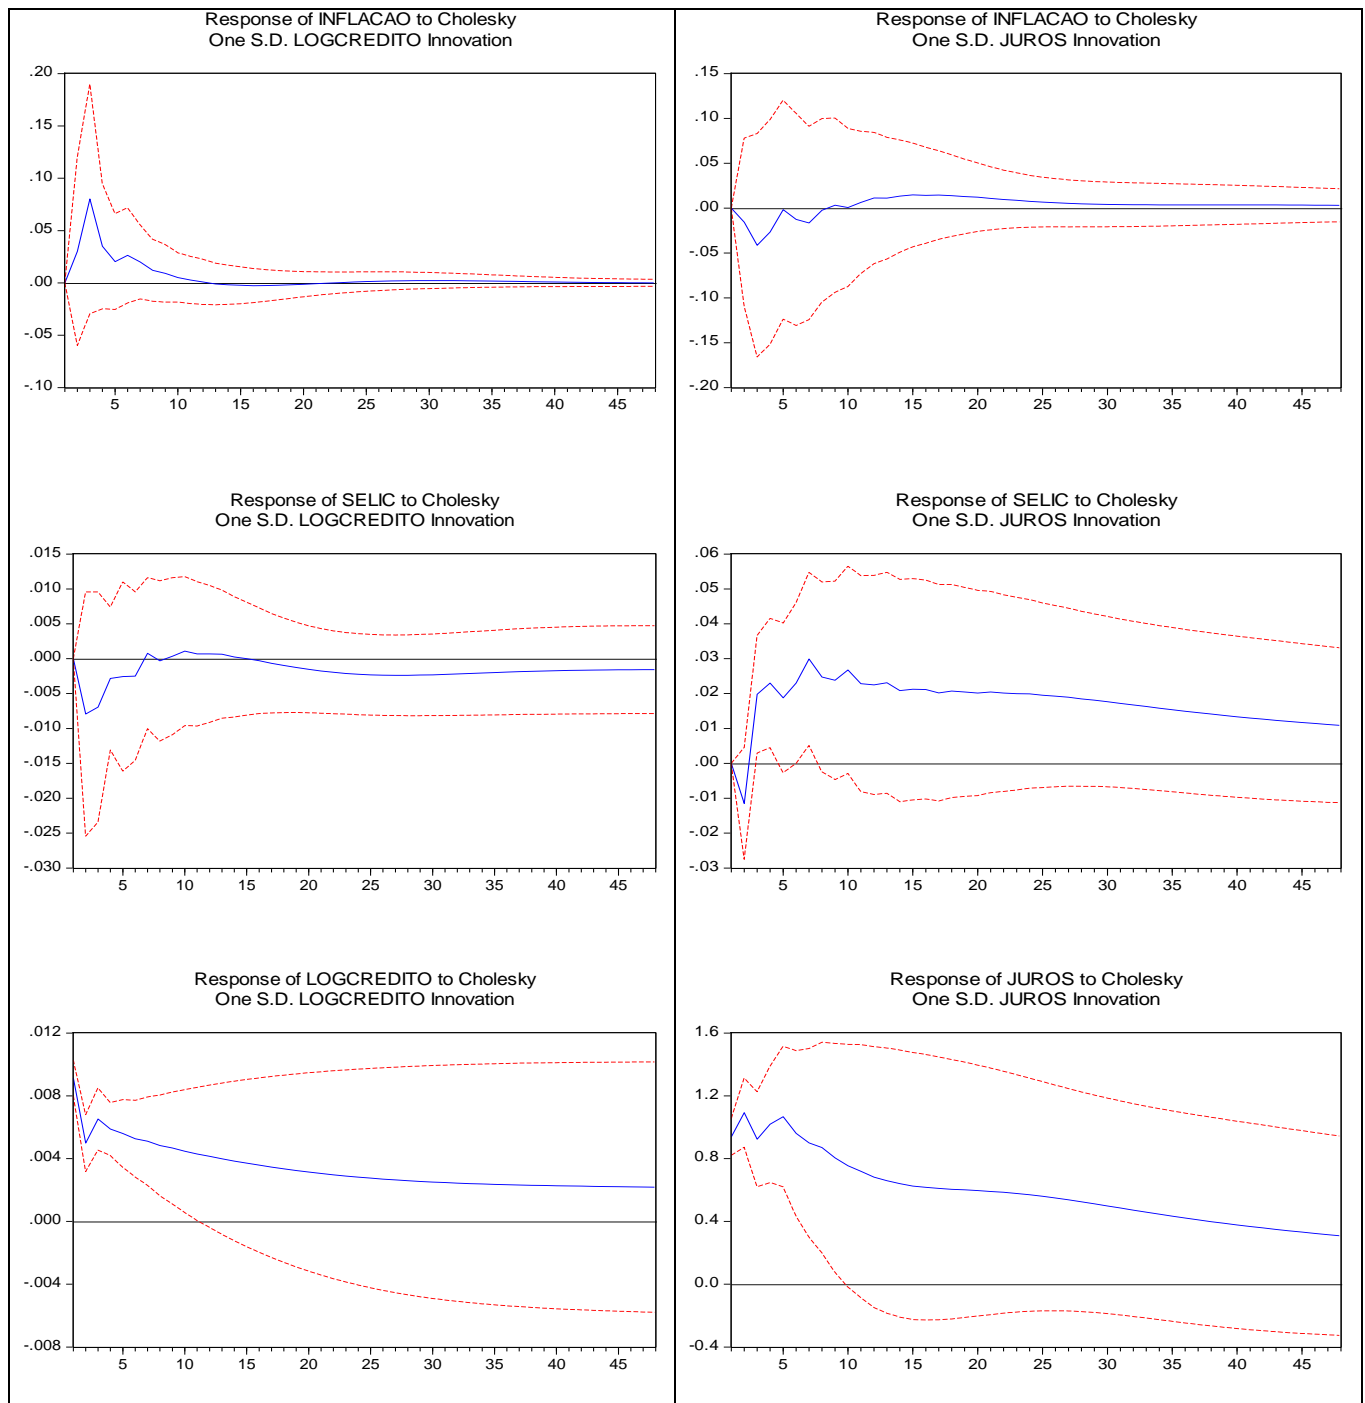 Response of INFLACAO to Cholesky
One S.D. LOGCREDITO Innovation
.20
.15
.10
.05
.00
-.05
-.10
5 10 15 20 25 30 35 40 45
Response of INFLACAO to Cholesky
One S.D. JUROS Innovation
.15
.10
.05
.00
-.05
-.10
-.15
-.20
5 10 15 20 25 30 35 40 45
Response of SELIC to Cholesky
One S.D. LOGCREDITO Innovation
.015
.010
.005
.000
-.005
-.010
-.015
-.020
-.025
-.030
5 10 15 20 25 30 35 40 45
Response of SELIC to Cholesky
One S.D. JUROS Innovation
.06
.05
.04
.03
.02
.01
.00
-.01
-.02
-.03
5 10 15 20 25 30 35 40 45
Response of LOGCREDITO to Cholesky
One S.D. LOGCREDITO Innovation
.012
.008
.004
.000
-.004
-.008
5 10 15 20 25 30 35 40 45
Response of JUROS to Cholesky
One S.D. JUROS Innovation
1.6
1.2
0.8
0.4
0.0
-0.4
5 10 15 20 25 30 35 40 45